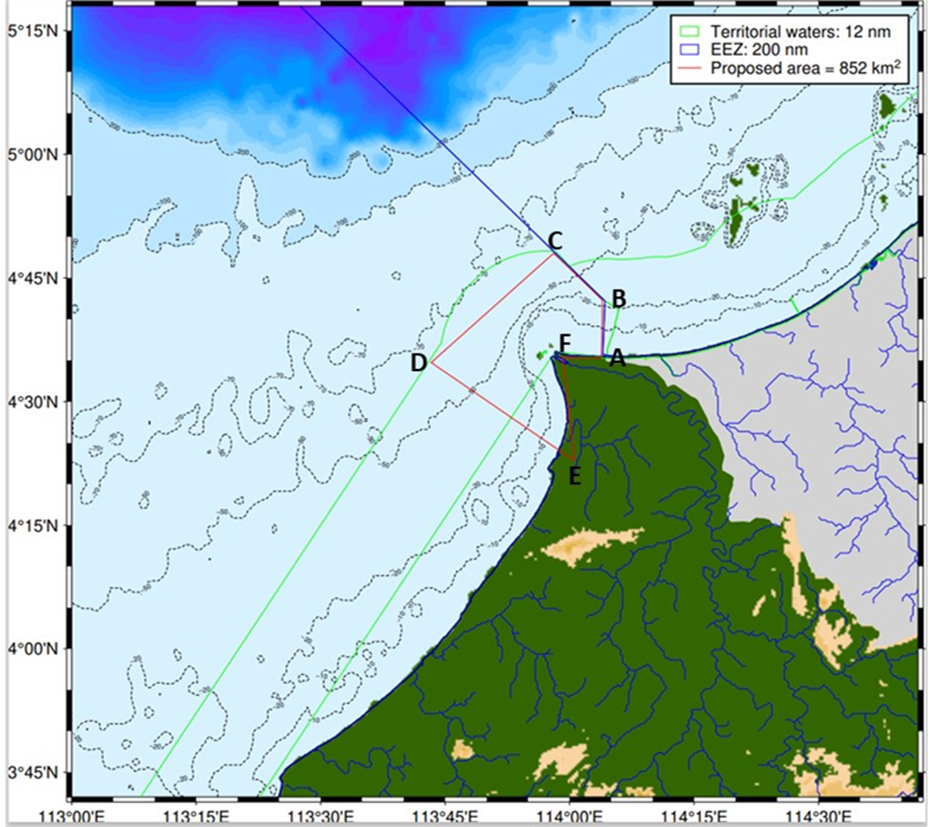 5°15'N
Territorial waters: 12 nm
EEZ: 200 nm
Proposed area = 852 km²
5°00'N
C
4°45'N
B
F
A
D
4°30'N
E
4°15'N
4°00'N
3°45'N
113°00'E 113°15'E 113°30'E 113°45'E 114°00'E 114°15'E 114°30'E